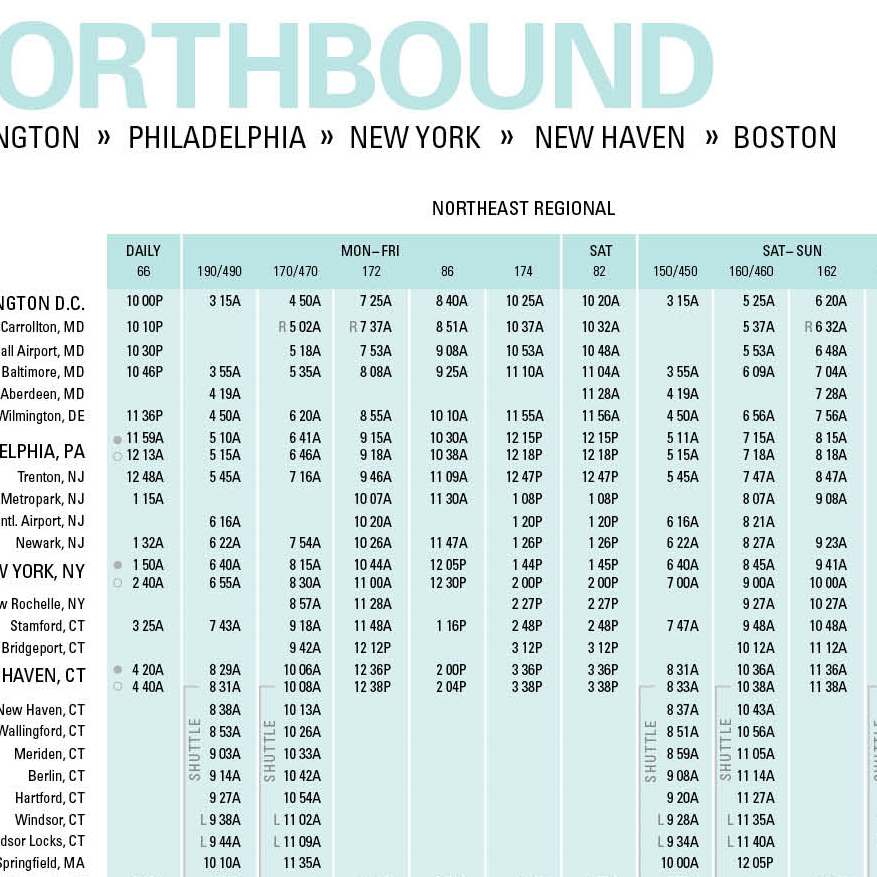 ORTHBOUND
NGTON » PHILADELPHIA » NEW YORK » NEW HAVEN » BOSTON
NORTHEAST REGIONAL
DAILY MON–FRI SAT SAT–SUN
66 190/490 170/470 172 86 174 82 150/450 160/460 162
NGTON D.C. 10 00P 3 15A 4 50A 7 25A 8 40A 10 25A 10 20A 3 15A 5 25A 6 20A
Carrollton, MD 10 10P R 5 02A R 7 37A 8 51A 10 37A 10 32A 5 37A R 6 32A
all Airport, MD 10 30P 5 18A 7 53A 9 08A 10 53A 10 48A 5 53A 6 48A
Baltimore, MD 10 46P 3 55A 5 35A 8 08A 9 25A 11 10A 11 04A 3 55A 6 09A 7 04A
Aberdeen, MD 4 19A 11 28A 4 19A 7 28A
Wilmington, DE 11 36P 4 50A 6 20A 8 55A 10 10A 11 55A 11 56A 4 50A 6 56A 7 56A
ELPHIA, PA ● 11 59A 5 10A 6 41A 9 15A 10 30A 12 15P 12 15P 5 11A 7 15A 8 15A
○ 12 13A 5 15A 6 46A 9 18A 10 38A 12 18P 12 18P 5 15A 7 18A 8 18A
Trenton, NJ 12 48A 5 45A 7 16A 9 46A 11 09A 12 47P 12 47P 5 45A 7 47A 8 47A
Metropark, NJ 1 15A 10 07A 11 30A 1 08P 1 08P 8 07A 9 08A
ntl. Airport, NJ 6 16A 10 20A 1 20P 1 20P 6 16A 8 21A
Newark, NJ 1 32A 6 22A 7 54A 10 26A 11 47A 1 26P 1 26P 6 22A 8 27A 9 23A
W YORK, NY ● 1 50A 6 40A 8 15A 10 44A 12 05P 1 44P 1 45P 6 40A 8 45A 9 41A
○ 2 40A 6 55A 8 30A 11 00A 12 30P 2 00P 2 00P 7 00A 9 00A 10 00A
w Rochelle, NY 8 57A 11 28A 2 27P 2 27P 9 27A 10 27A
Stamford, CT 3 25A 7 43A 9 18A 11 48A 1 16P 2 48P 2 48P 7 47A 9 48A 10 48A
Bridgeport, CT 9 42A 12 12P 3 12P 3 12P 10 12A 11 12A
HAVEN, CT ● 4 20A 8 29A 10 06A 12 36P 2 00P 3 36P 3 36P 8 31A 10 36A 11 36A
○ 4 40A 8 31A 10 08A 12 38P 2 04P 3 38P 3 38P 8 33A 10 38A 11 38A
New Haven, CT 8 38A 10 13A 8 37A 10 43A
Wallingford, CT 8 53A 10 26A 8 51A 10 56A
Meriden, CT 9 03A 10 33A 8 59A 11 05A
SHUTTLE SHUTTLE SHUTTLE SHUTTLE
Berlin, CT 9 14A 10 42A 9 08A 11 14A
Hartford, CT 9 27A 10 54A 9 20A 11 27A
Windsor, CT L 9 38A L 11 02A L 9 28A L 11 35A
dsor Locks, CT L 9 44A L 11 09A L 9 34A L 11 40A
Springfield, MA 10 10A 11 35A 10 00A 12 05P